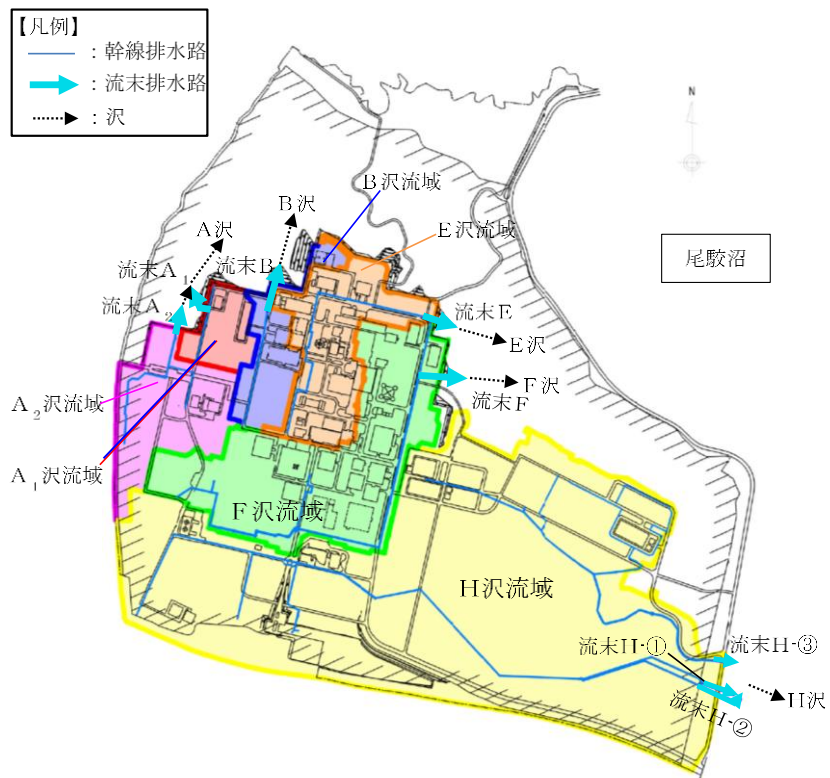 【凡例】
：幹線排水路
：流末排水路
：沢
N
尾駮沼
B沢流域
B沢
E沢流域
A沢
流末A₁
流末B
流末A₂
流末E
E沢
F沢
流末F
A₂沢流域
A₁沢流域
F沢流域
H沢流域
流末H-①
流末H-③
H沢
流末H-②